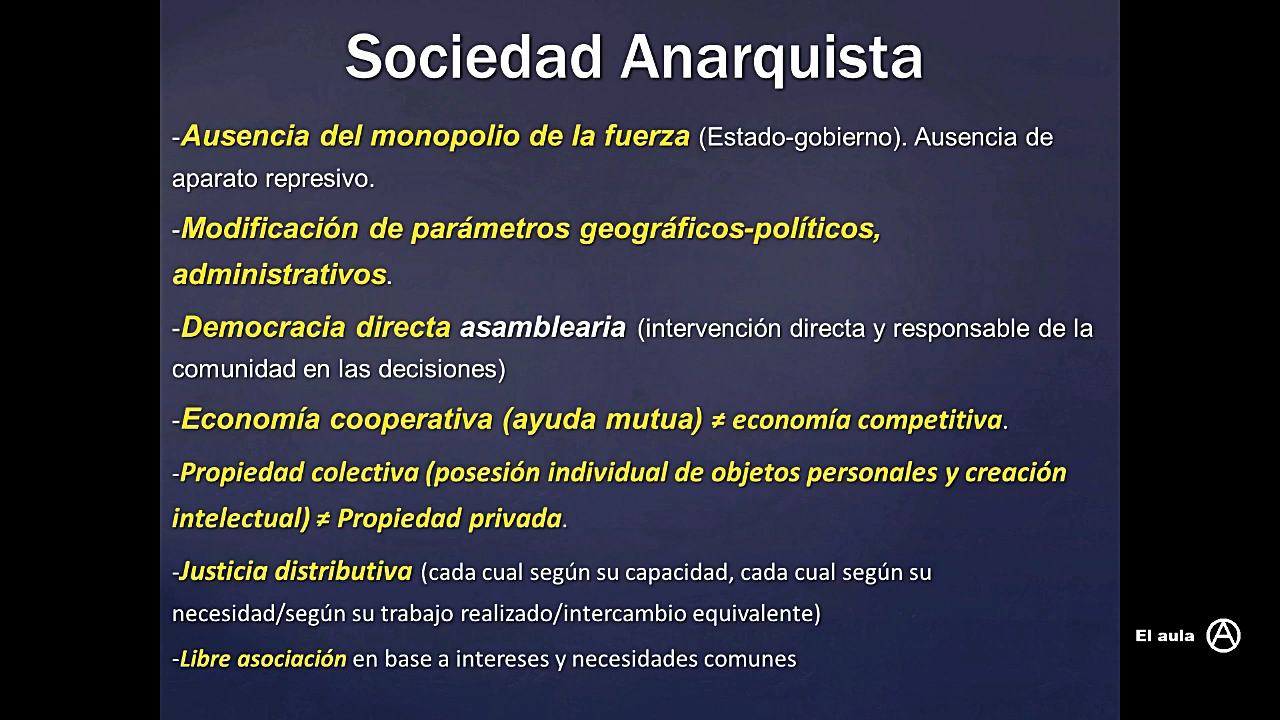 Sociedad Anarquista
-Ausencia del monopolio de la fuerza (Estado-gobierno). Ausencia de
aparato represivo.
-Modificación de parámetros geográficos-políticos,
administrativos.
-Democracia directa asamblearia (intervención directa y responsable de la
comunidad en las decisiones)
-Economía cooperativa (ayuda mutua) ≠ economía competitiva.
-Propiedad colectiva (posesión individual de objetos personales y creación
intelectual) ≠ Propiedad privada.
-Justicia distributiva (cada cual según su capacidad, cada cual según su
necesidad/según su trabajo realizado/intercambio equivalente)
-Libre asociación en base a intereses y necesidades comunes
El aula